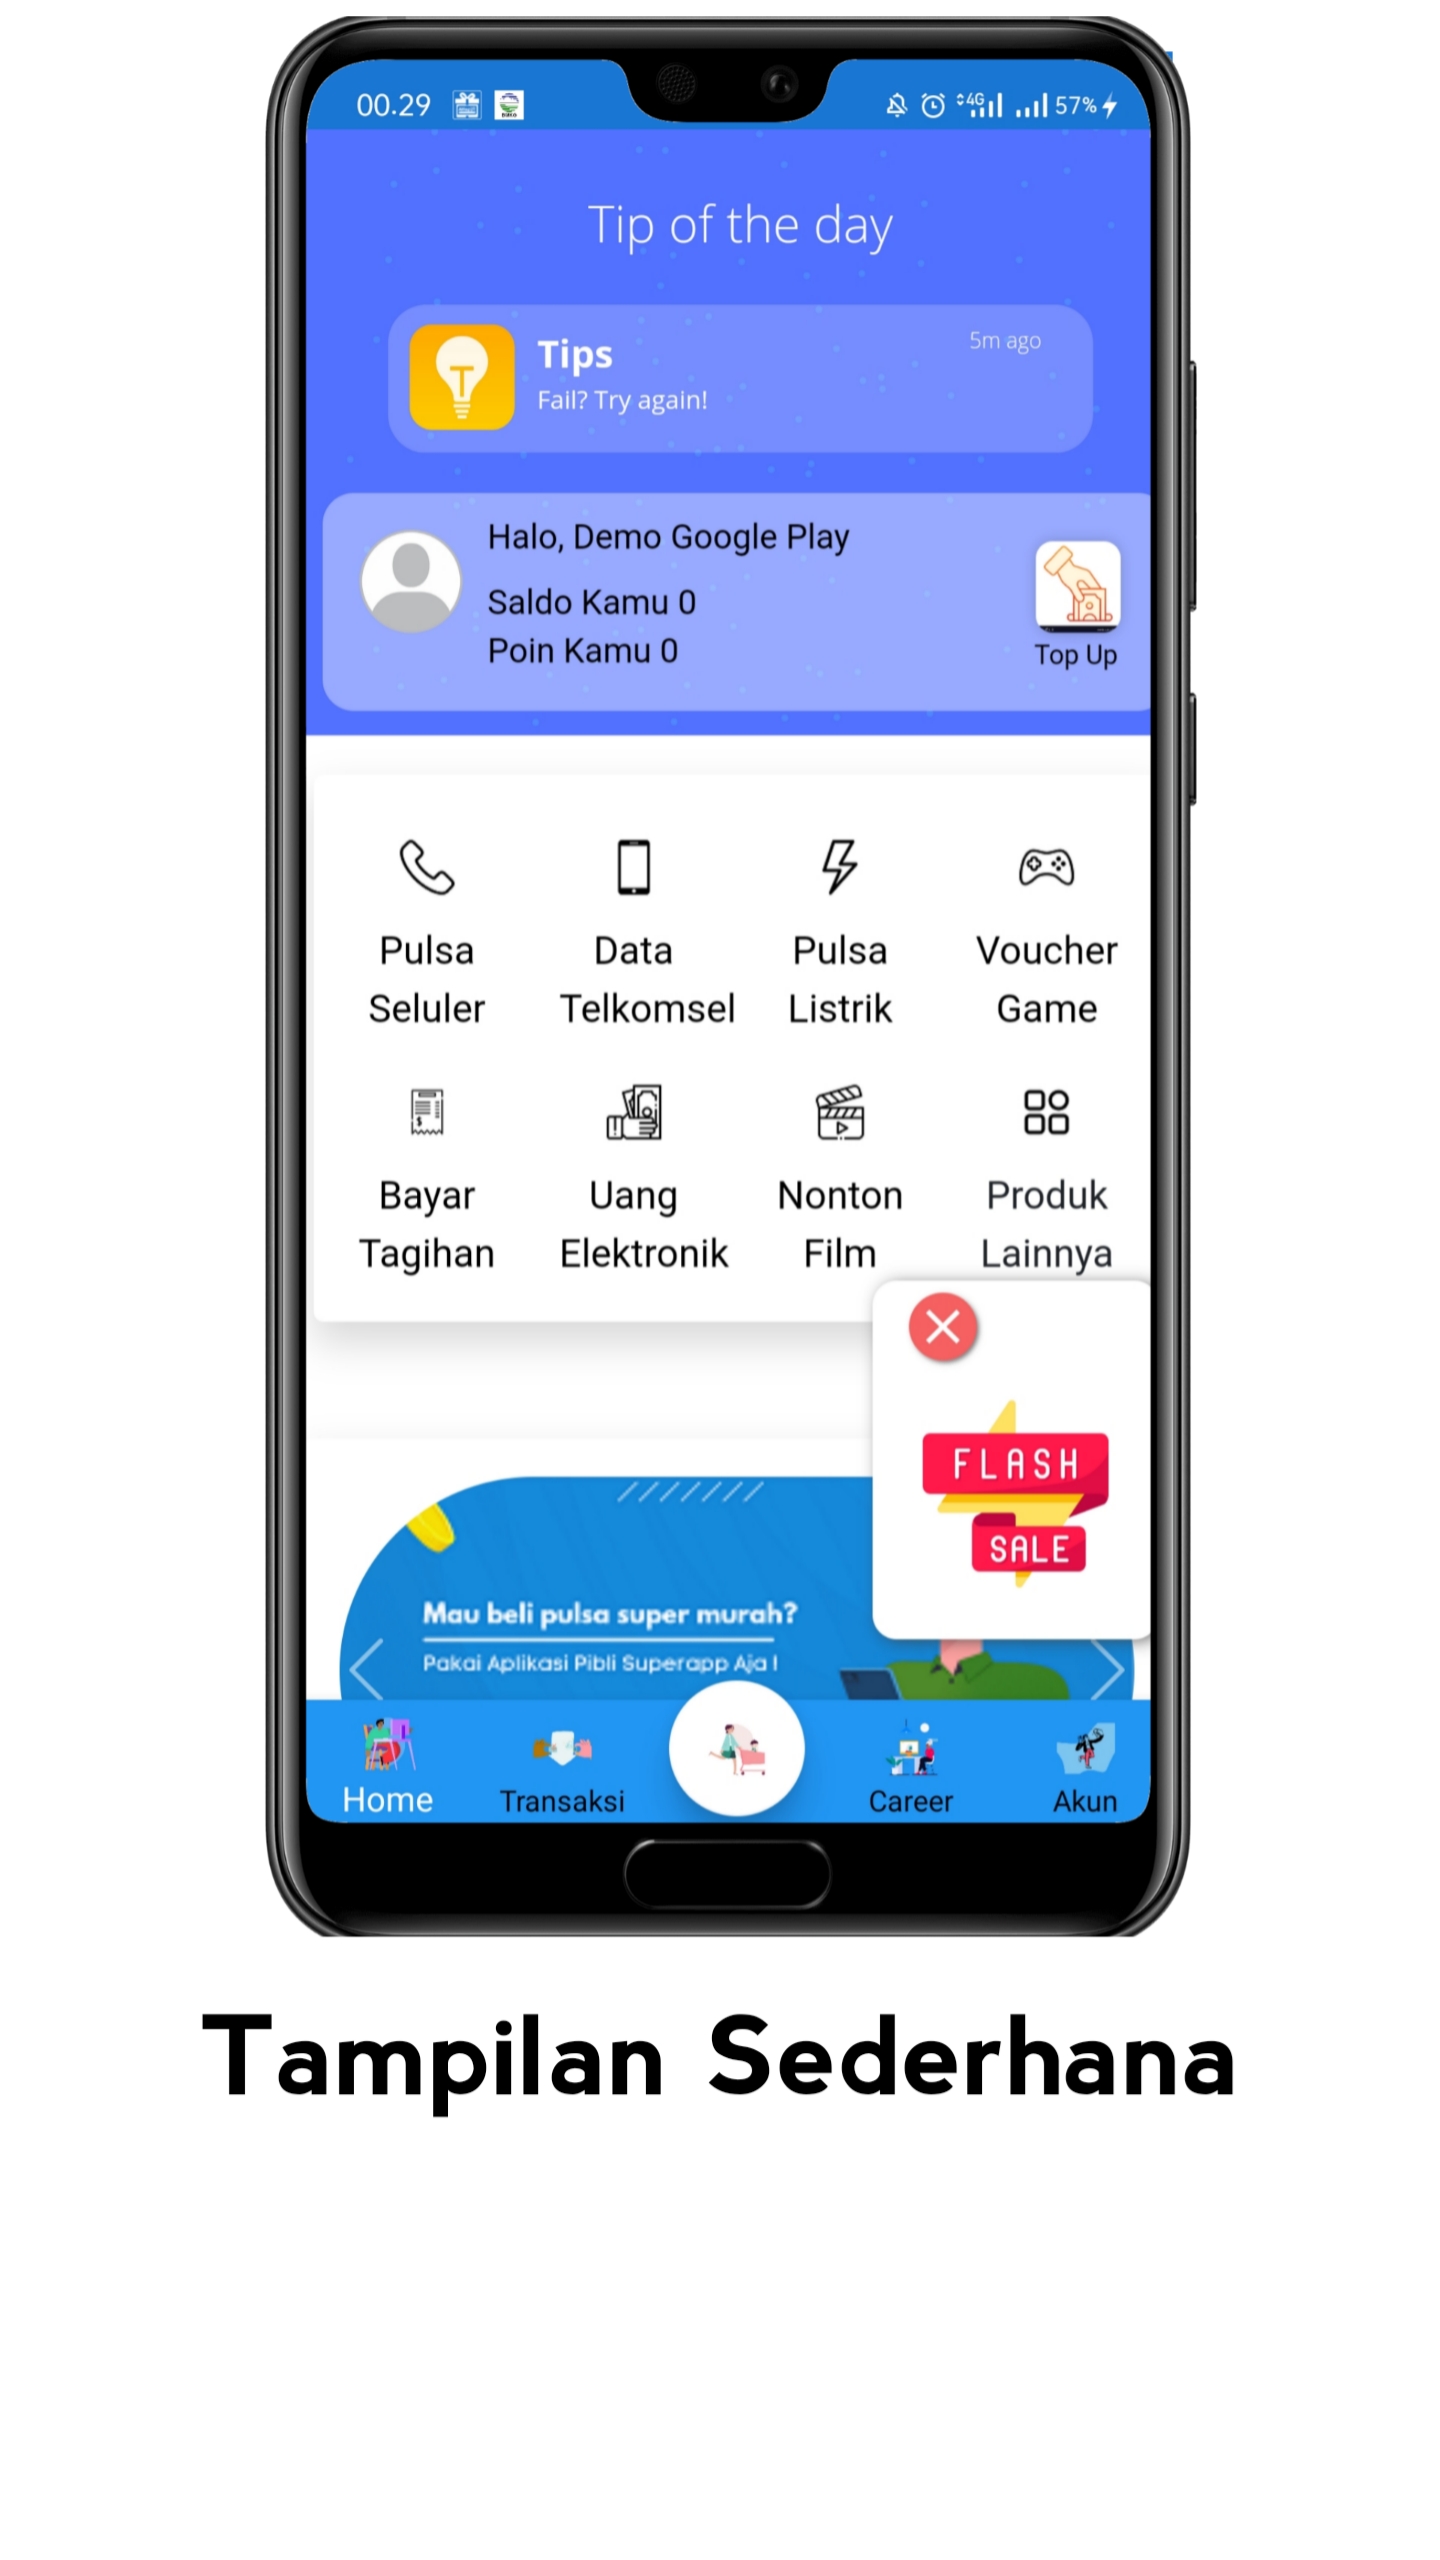 00.29
4G
57%
Tip of the day
Tips
5m ago
Fail? Try again!
Halo, Demo Google Play
Saldo Kamu 0
Poin Kamu 0
Top Up
Pulsa Seluler
Data Telkomsel
Pulsa Listrik
Voucher Game
Bayar Tagihan
Uang Elektronik
Nonton Film
Produk Lainnya
FLASH
SALE
Mau beli pulsa super murah?
Pakai Aplikasi Pibli Superapp Aja !
Home
Transaksi
Career
Akun
Tampilan Sederhana